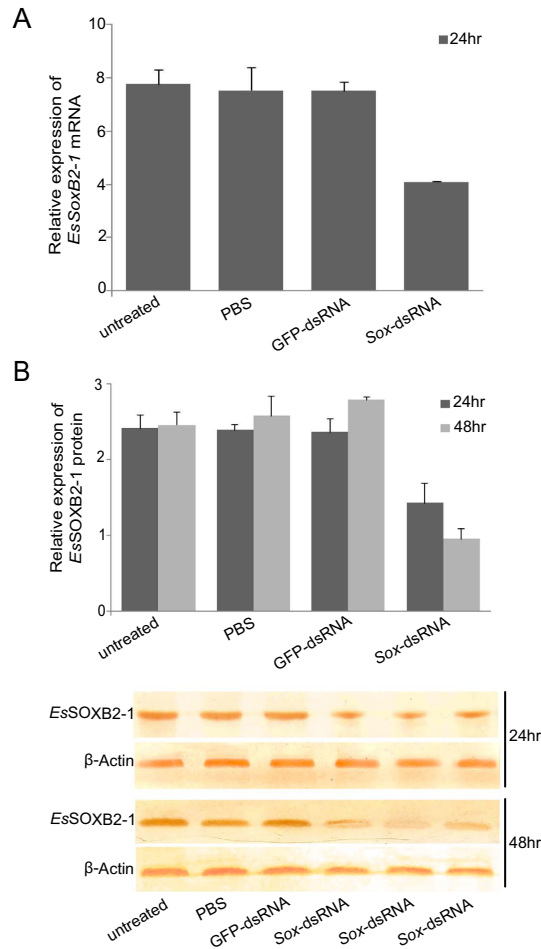 A
Relative expression of
EsSoxB2-1 mRNA
10
8
6
4
2
0
24hr
untreated
PBS
GFP-dsRNA
Sox-dsRNA
B
Relative expression of
EsSOXB2-1 protein
3
2
1
0
24hr
48hr
untreated
PBS
GFP-dsRNA
Sox-dsRNA
EsSOXB2-1
β-Actin
24hr
EsSOXB2-1
β-Actin
48hr
untreated
PBS
GFP-dsRNA
Sox-dsRNA
Sox-dsRNA
Sox-dsRNA